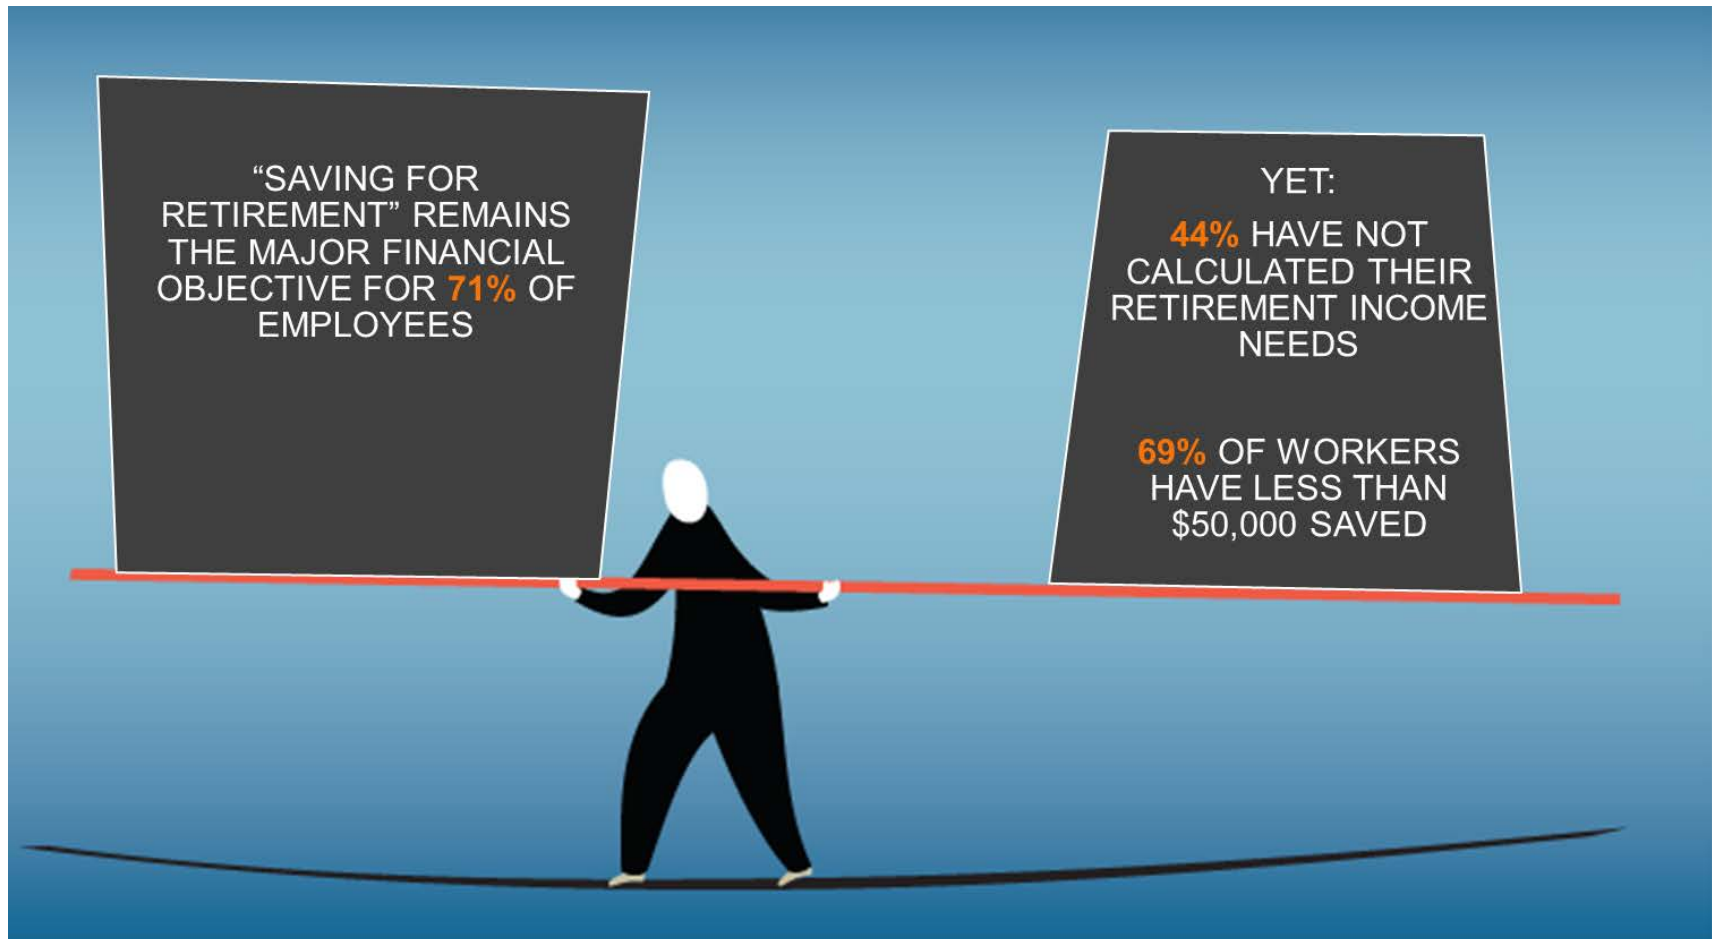 “SAVING FOR
RETIREMENT” REMAINS
THE MAJOR FINANCIAL
OBJECTIVE FOR 71% OF
EMPLOYEES
YET:
44% HAVE NOT
CALCULATED THEIR
RETIREMENT INCOME
NEEDS
69% OF WORKERS
HAVE LESS THAN
$50,000 SAVED